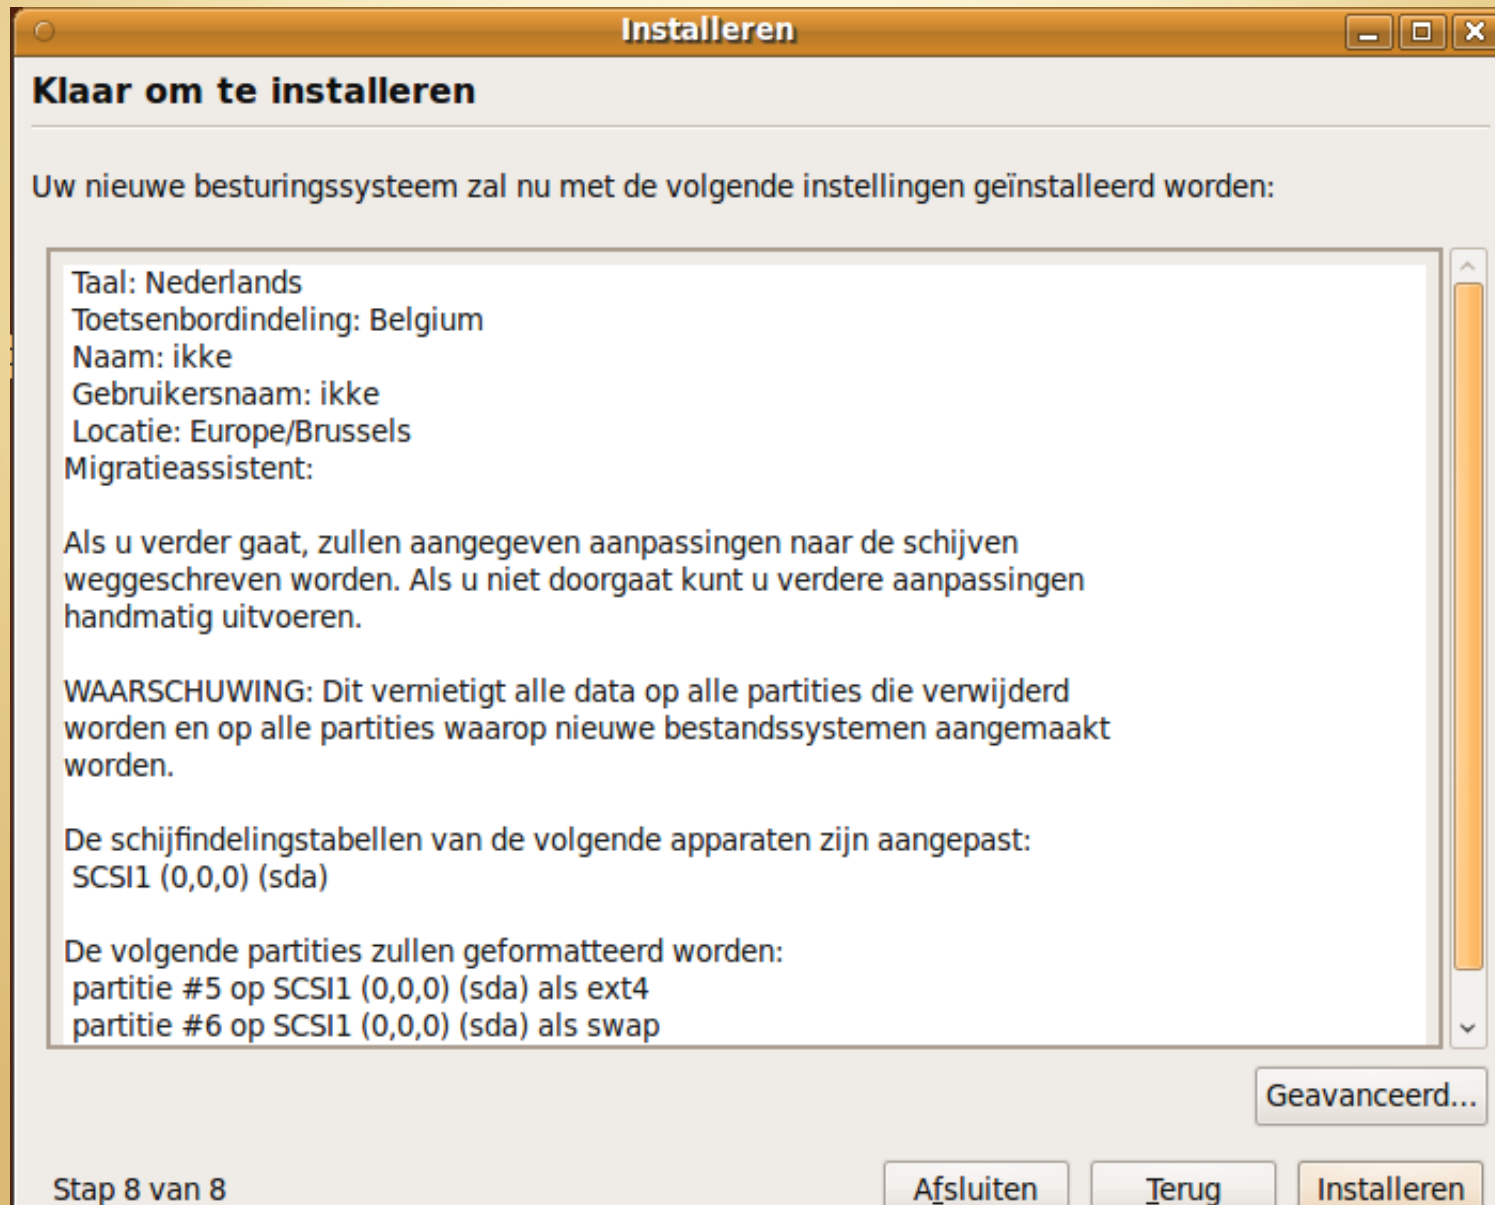 Installeren
Klaar om te installeren
Uw nieuwe besturingssysteem zal nu met de volgende instellingen geïnstalleerd worden:
Taal: Nederlands
Toetsenbordindeling: Belgium
Naam: ikke
Gebruikersnaam: ikke
Locatie: Europe/Brussels
Migratieassistent:
Als u verder gaat, zullen aangegeven aanpassingen naar de schijven
weggeschreven worden. Als u niet doorgaat kunt u verdere aanpassingen
handmatig uitvoeren.
WAARSCHUWING: Dit vernietigt alle data op alle partities die verwijderd
worden en op alle partities waarop nieuwe bestandssystemen aangemaakt
worden.
De schijfindelingstabellen van de volgende apparaten zijn aangepast:
SCSI1 (0,0,0) (sda)
De volgende partities zullen geformatteerd worden:
partitie #5 op SCSI1 (0,0,0) (sda) als ext4
partitie #6 op SCSI1 (0,0,0) (sda) als swap
Geavanceerd...
Stap 8 van 8
Afsluiten
Terug
Installeren